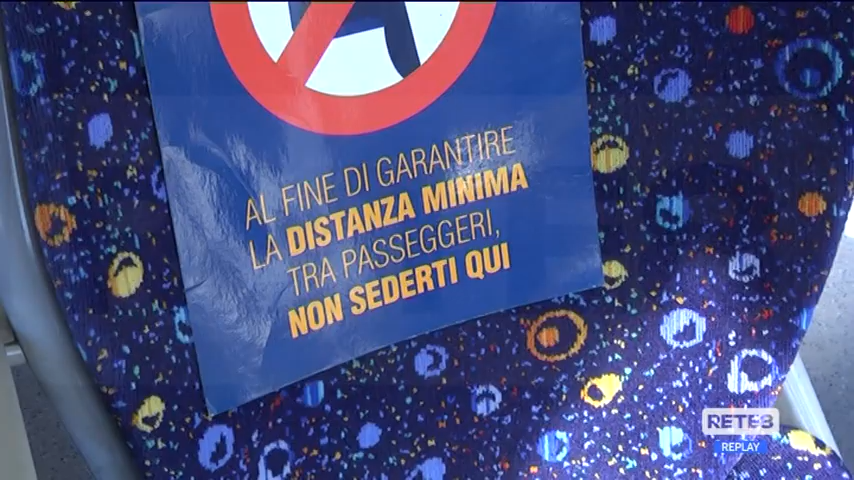 AL FINE DI GARANTIRE
LA DISTANZA MINIMA
TRA PASSEGGERI,
NON SEDERTI QUI
RETE8
REPLAY